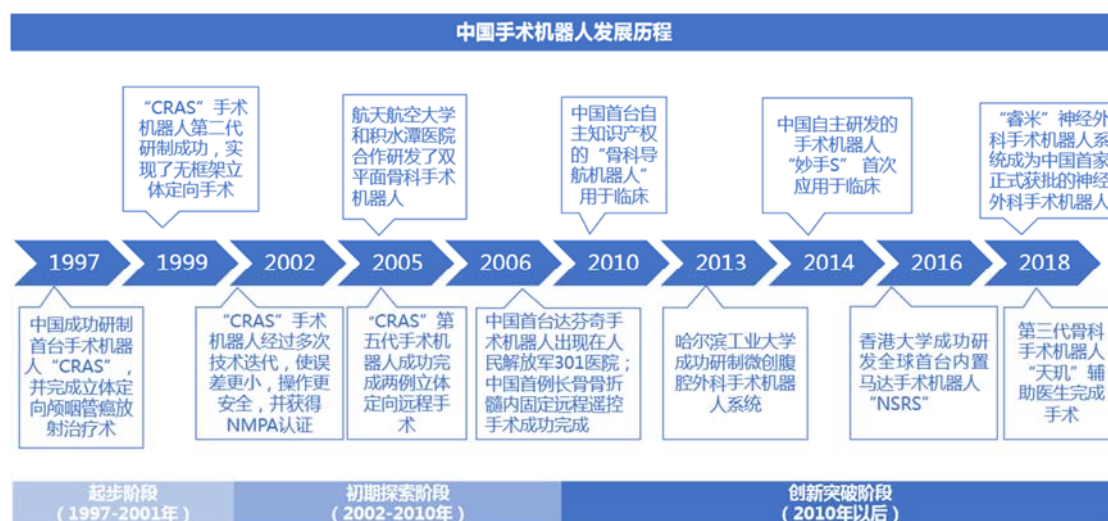 中国手术机器人发展历程
“CRAS”手术
机器人第二代
研制成功，实
现了无框架立
体定向手术
航天航空大学
和积水潭医院
合作研发了双
平面骨科手术
机器人
中国首台自
主知识产权
的“骨科导
航机器人”
用于临床
中国自主研发的
手术机器人
“妙手S” 首次
应用于临床
“睿米”神经外
科手术机器人系
统成为中国首家
正式获批的神经
外科手术机器人
1997
1999
2002
2005
2006
2010
2013
2014
2016
2018
中国成功研制
首台手术机器
人“CRAS”，
并完成立体定
向颅咽管瘤放
射治疗术
“CRAS”手术
机器人经过多次
技术迭代，使误
差更小，操作更
安全，并获得
NMPA认证
“CRAS”第
五代手术机
器人成功完
成两例立体
定向远程手
术
中国首台达芬奇手
术机器人出现在人
民解放军301医院；
中国首例长骨骨折
髓内固定远程遥控
手术成功完成
哈尔滨工业大学
成功研制微创腹
腔外科手术机器
人系统
香港大学成功研
发全球首台内置
马达手术机器人
“NSRS”
第三代骨科
手术机器人
“天玑”辅
助医生完成
手术
起步阶段
（1997-2001年）
初期探索阶段
（2002-2010年）
创新突破阶段
（2010年以后）